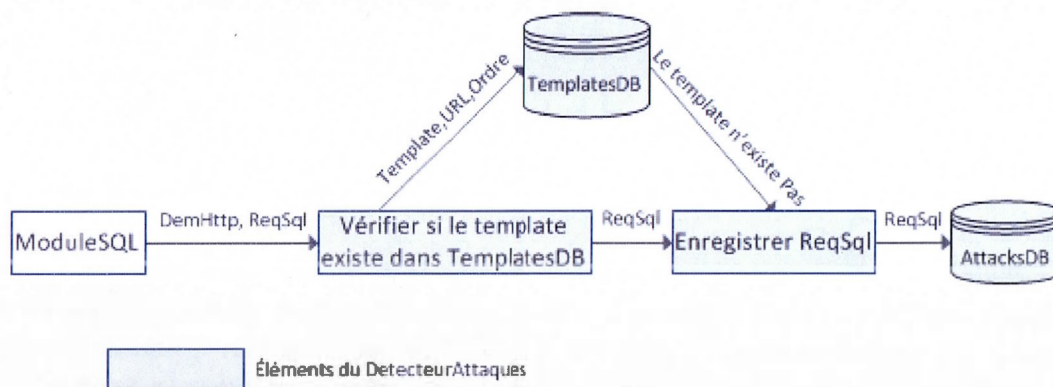 TemplatesDB
Template,URL,Ordre
Le template n'existe Pas
ModuleSQL
DemHttp, ReqSql
Vérifier si le template
existe dans TemplatesDB
ReqSql
Enregistrer ReqSql
ReqSql
AttacksDB
Éléments du DetecteurAttaques